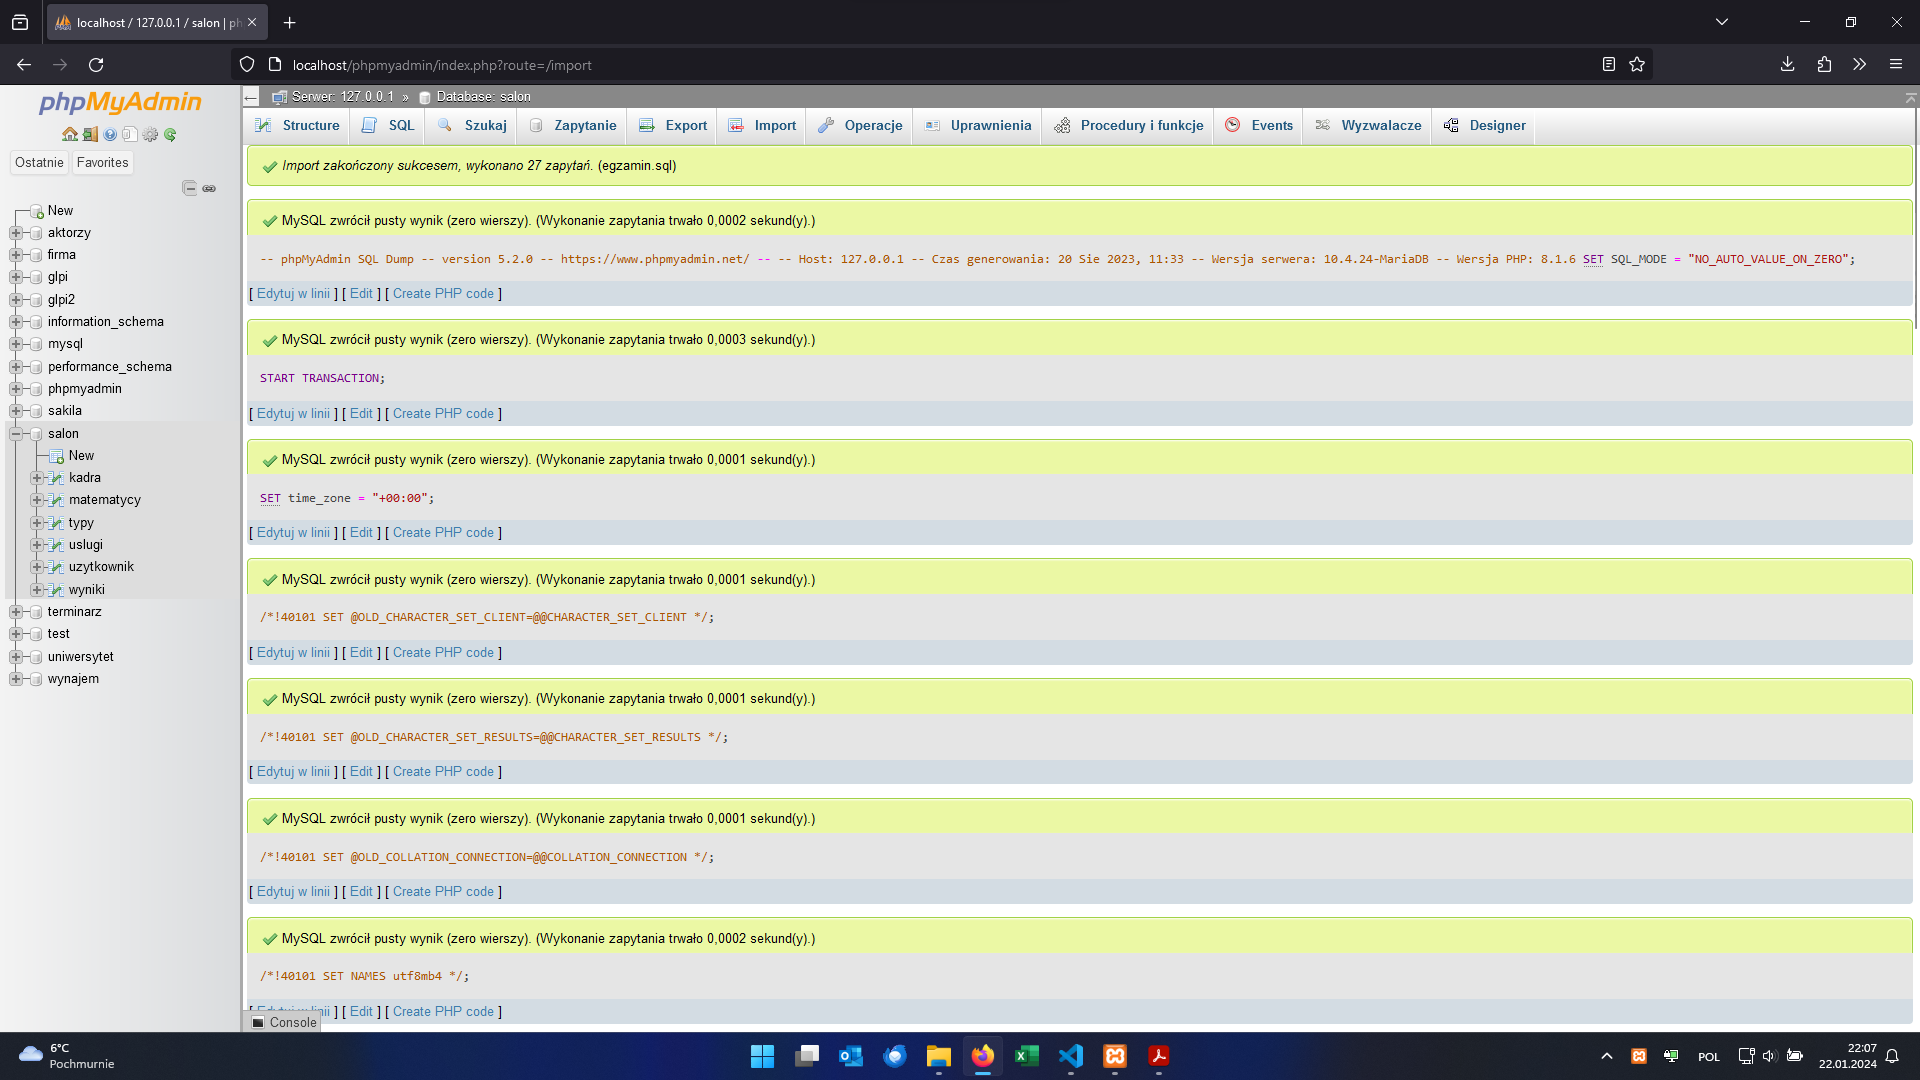 localhost / 127.0.0.1 / salon | ph
localhost/phpmyadmin/index.php?route=/import
phpMyAdmin
Ostatnie Favorites
New
aktorzy
firma
glpi
glpi2
information_schema
mysql
performance_schema
phpmyadmin
sakila
salon
New
kadra
matematycy
typy
uslugi
uzytkownik
wyniki
terminarz
test
uniwersytet
wynajem
Serwer: 127.0.0.1 » Database: salon
Structure SQL Szukaj Zapytanie Export Import Operacje Uprawnienia Procedury i funkcje Events Wyzwalacze Designer
Import zakończony sukcesem, wykonano 27 zapytań. (egzamin.sql)
MySQL zwrócił pusty wynik (zero wierszy). (Wykonanie zapytania trwało 0,0002 sekund(y).)
-- phpMyAdmin SQL Dump -- version 5.2.0 -- https://www.phpmyadmin.net/ -- -- Host: 127.0.0.1 -- Czas generowania: 20 Sie 2023, 11:33 -- Wersja serwera: 10.4.24-MariaDB -- Wersja PHP: 8.1.6 SET SQL_MODE = "NO_AUTO_VALUE_ON_ZERO";
[ Edytuj w linii ] [ Edit ] [ Create PHP code ]
MySQL zwrócił pusty wynik (zero wierszy). (Wykonanie zapytania trwało 0,0003 sekund(y).)
START TRANSACTION;
[ Edytuj w linii ] [ Edit ] [ Create PHP code ]
MySQL zwrócił pusty wynik (zero wierszy). (Wykonanie zapytania trwało 0,0001 sekund(y).)
SET time_zone = "+00:00";
[ Edytuj w linii ] [ Edit ] [ Create PHP code ]
MySQL zwrócił pusty wynik (zero wierszy). (Wykonanie zapytania trwało 0,0001 sekund(y).)
/*!40101 SET @OLD_CHARACTER_SET_CLIENT=@@CHARACTER_SET_CLIENT */;
[ Edytuj w linii ] [ Edit ] [ Create PHP code ]
MySQL zwrócił pusty wynik (zero wierszy). (Wykonanie zapytania trwało 0,0001 sekund(y).)
/*!40101 SET @OLD_CHARACTER_SET_RESULTS=@@CHARACTER_SET_RESULTS */;
[ Edytuj w linii ] [ Edit ] [ Create PHP code ]
MySQL zwrócił pusty wynik (zero wierszy). (Wykonanie zapytania trwało 0,0001 sekund(y).)
/*!40101 SET @OLD_COLLATION_CONNECTION=@@COLLATION_CONNECTION */;
[ Edytuj w linii ] [ Edit ] [ Create PHP code ]
MySQL zwrócił pusty wynik (zero wierszy). (Wykonanie zapytania trwało 0,0002 sekund(y).)
/*!40101 SET NAMES utf8mb4 */;
[ Edytuj w linii ] [ Edit ] [ Create PHP code ]
Console
6°C
Pochmurnie
POL
22:07
22.01.2024